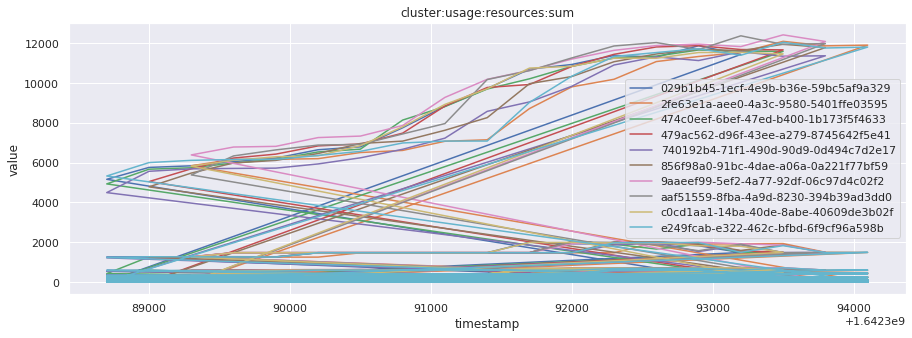 cluster:usage:resources:sum
value
12000
10000
8000
6000
4000
2000
0
029b1b45-1ecf-4e9b-b36e-59bc5af9a329
2fe63e1a-aee0-4a3c-9580-5401ffe03595
474c0eef-6bef-47ed-b400-1b173f5f4633
479ac562-d96f-43ee-a279-8745642f5e41
740192b4-71f1-490d-90d9-0d494c7d2e17
856f98a0-91bc-4dae-a06a-0a221f77bf59
9aaeef99-5ef2-4a77-92df-06c97d4c02f2
aaf51559-8fba-4a9d-8230-394b39ad3dd0
c0cd1aa1-14ba-40de-8abe-40609de3b02f
e249fcab-e322-462c-bfbd-6f9cf96a598b
89000 90000 91000 92000 93000 94000
timestamp
+1.6423e9